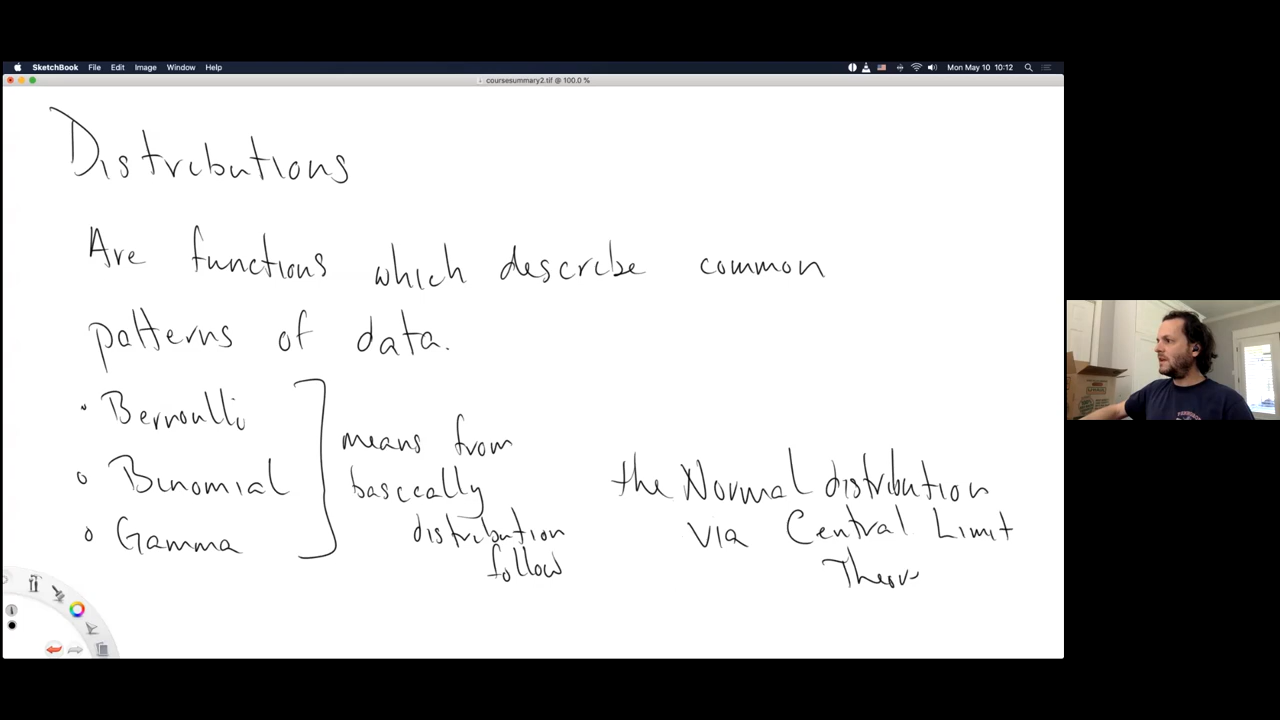 SketchBook File Edit Image Window Help Mon May 10 10:12
coursesummary2.tif @ 100.0 %
Distributions
Are functions which describe common
patterns of data.
• Bernoulli
• Binomial
• Gamma
means from
basically
distribution
follow
the Normal distribution
via Central Limit
Theor